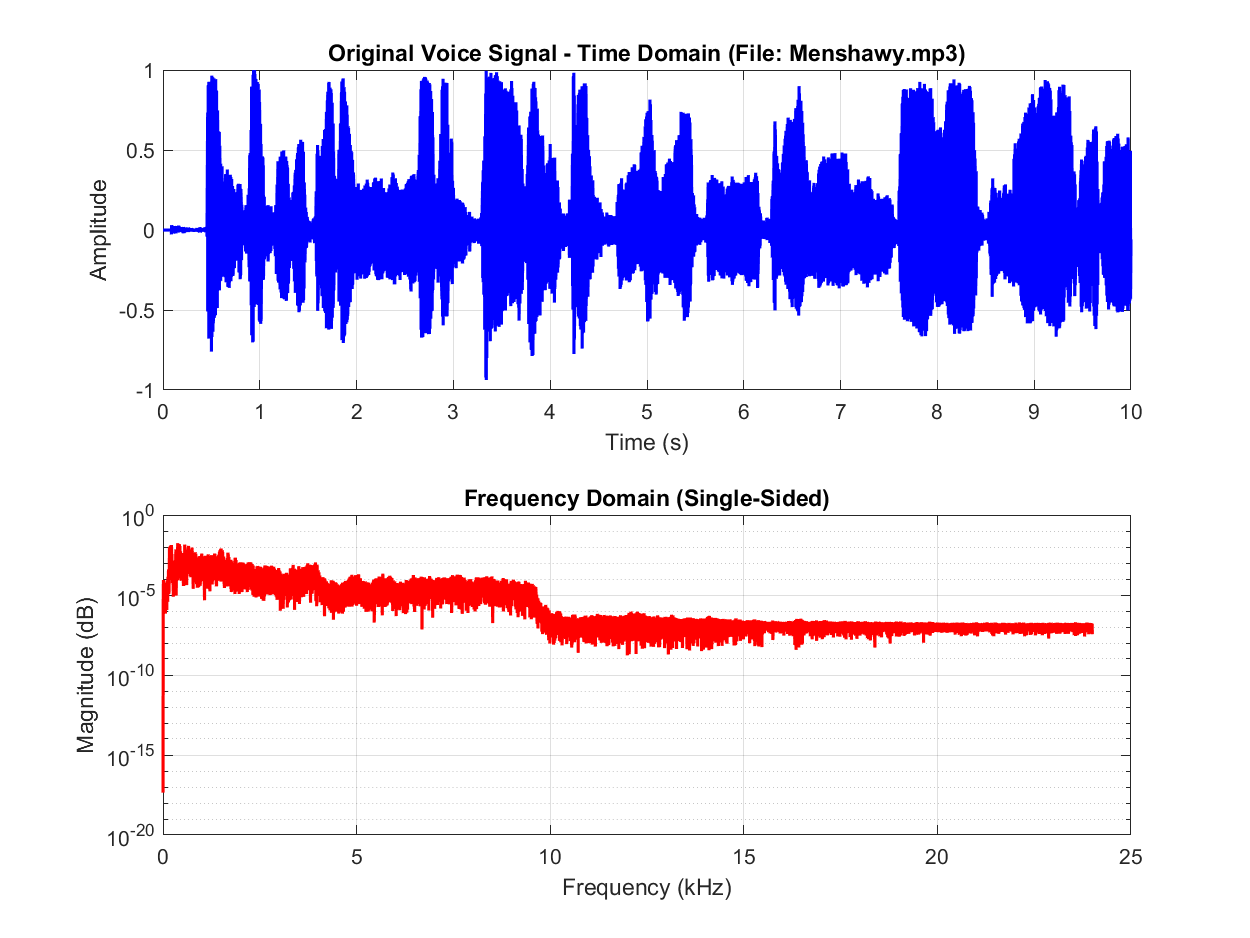 Original Voice Signal - Time Domain (File: Menshawy.mp3)
1
0.5
0
-0.5
-1
Amplitude
0 1 2 3 4 5 6 7 8 9 10
Time (s)
Frequency Domain (Single-Sided)
10^0
10^-5
10^-10
10^-15
10^-20
Magnitude (dB)
0 5 10 15 20 25
Frequency (kHz)